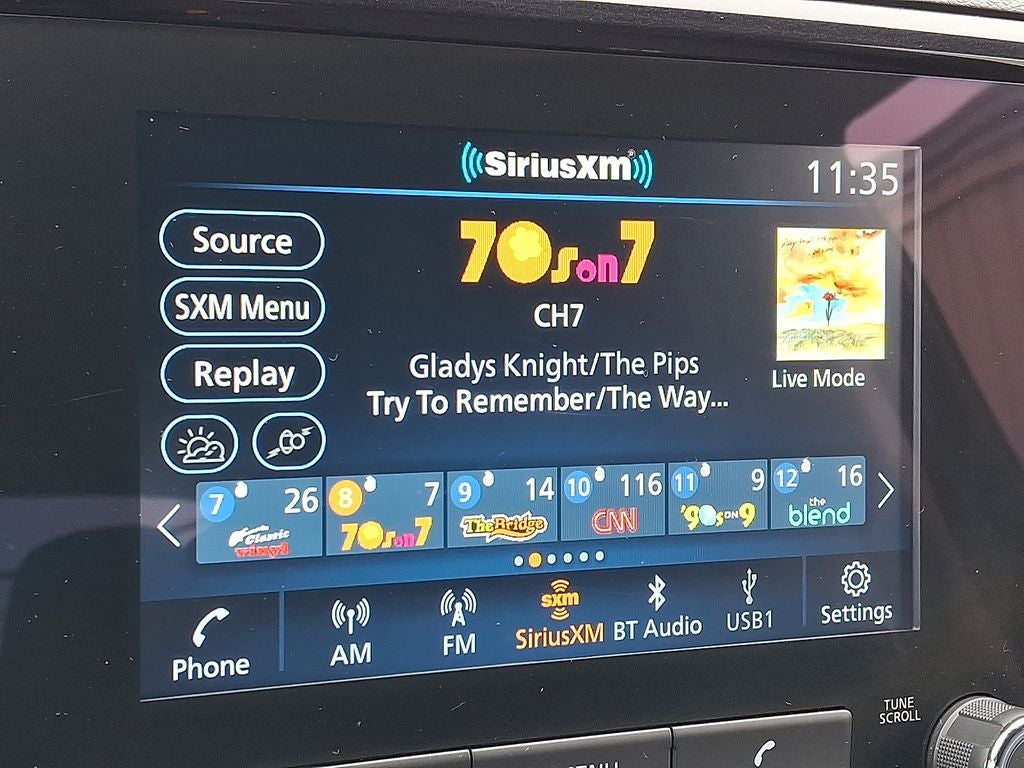 SiriusXM
11:35
Source
SXM Menu
Replay
70s on 7
CH7
Gladys Knight/The Pips
Try To Remember/The Way...
Live Mode
7 26
Classic
vinyl
8 7
70s on 7
9 14
The Bridge
10 116
CNN
11 9
'90s ON 9
12 16
the
blend
Phone
AM
FM
sxm
SiriusXM
BT Audio
USB1
Settings
TUNE
SCROLL
MENU